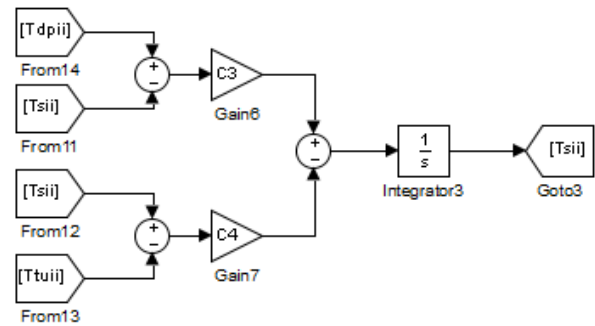 [Tdpii]
From14
[Tsii]
From11
+
−
C3
Gain6
[Tsii]
From12
[Ttuii]
From13
+
−
C4
Gain7
+
−
1
s
Integrator3
[Tsii]
Goto3